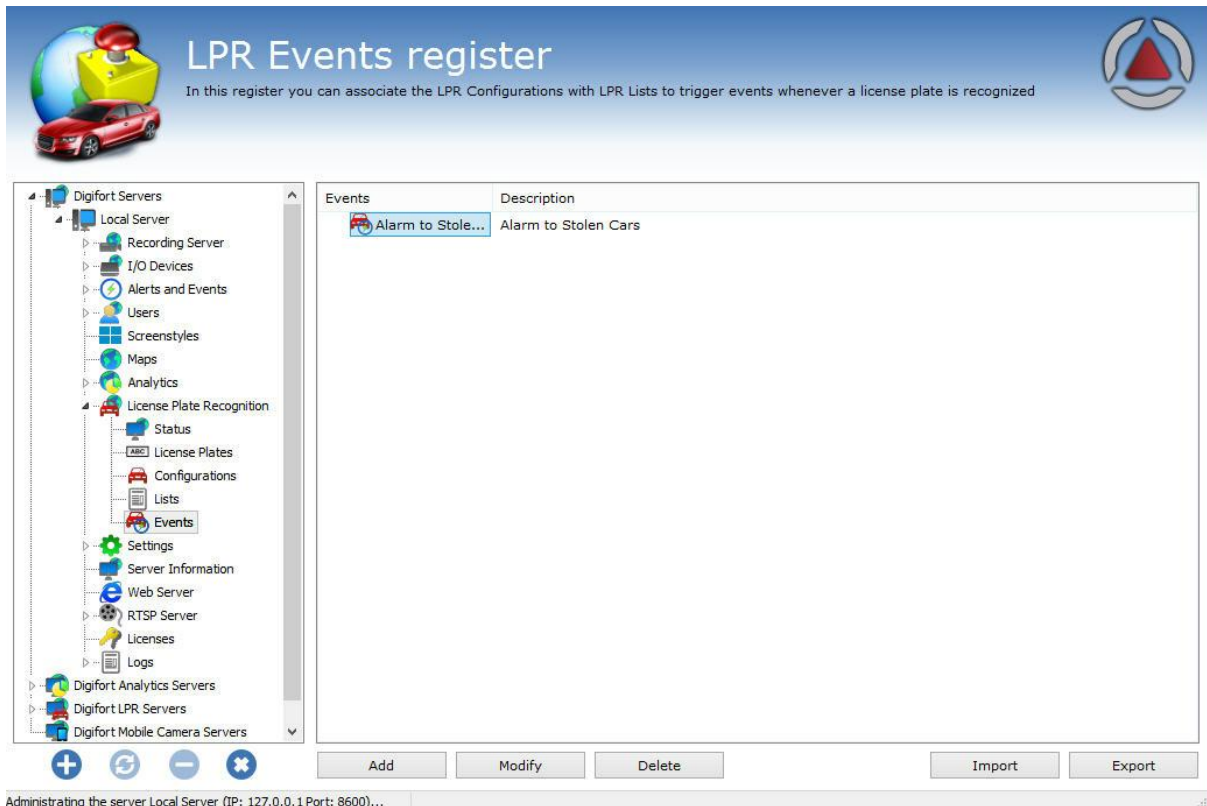 LPR Events register
In this register you can associate the LPR Configurations with LPR Lists to trigger events whenever a license plate is recognized
Digifort Servers
Local Server
Recording Server
I/O Devices
Alerts and Events
Users
Screenstyles
Maps
Analytics
License Plate Recognition
Status
ABC License Plates
Configurations
Lists
Events
Settings
Server Information
Web Server
RTSP Server
Licenses
Logs
Digifort Analytics Servers
Digifort LPR Servers
Digifort Mobile Camera Servers
Events Description
Alarm to Stole... Alarm to Stolen Cars
Add Modify Delete Import Export
Administrating the server Local Server (IP: 127.0.0.1 Port: 8600)...